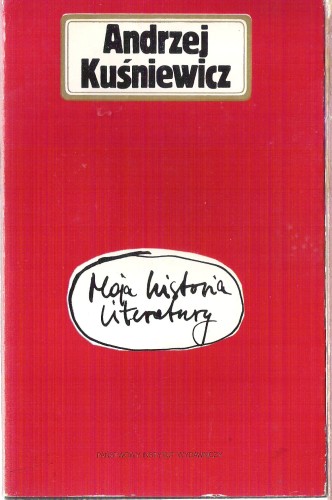 Andrzej
Kuśniewicz
Moja historia
literatury